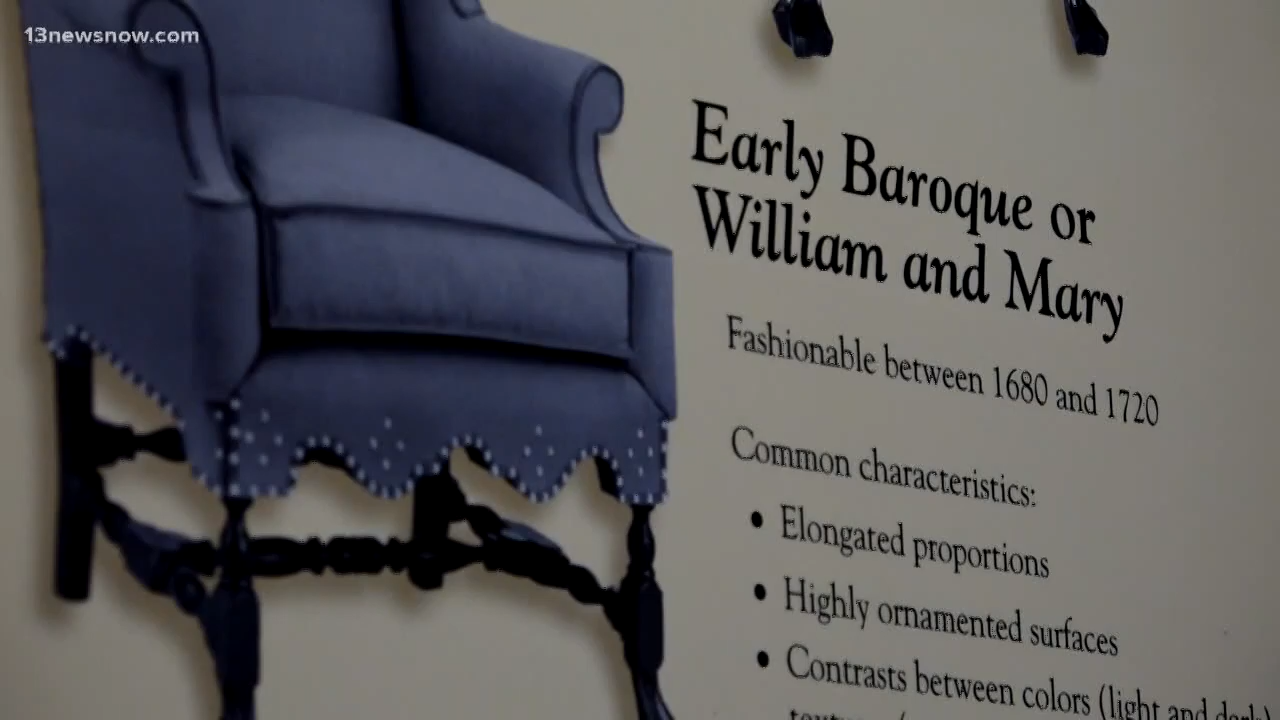 13newsnow.com
Early Baroque or
William and Mary
Fashionable between 1680 and 1720
Common characteristics:
• Elongated proportions
• Highly ornamented surfaces
• Contrasts between colors (light and dark)